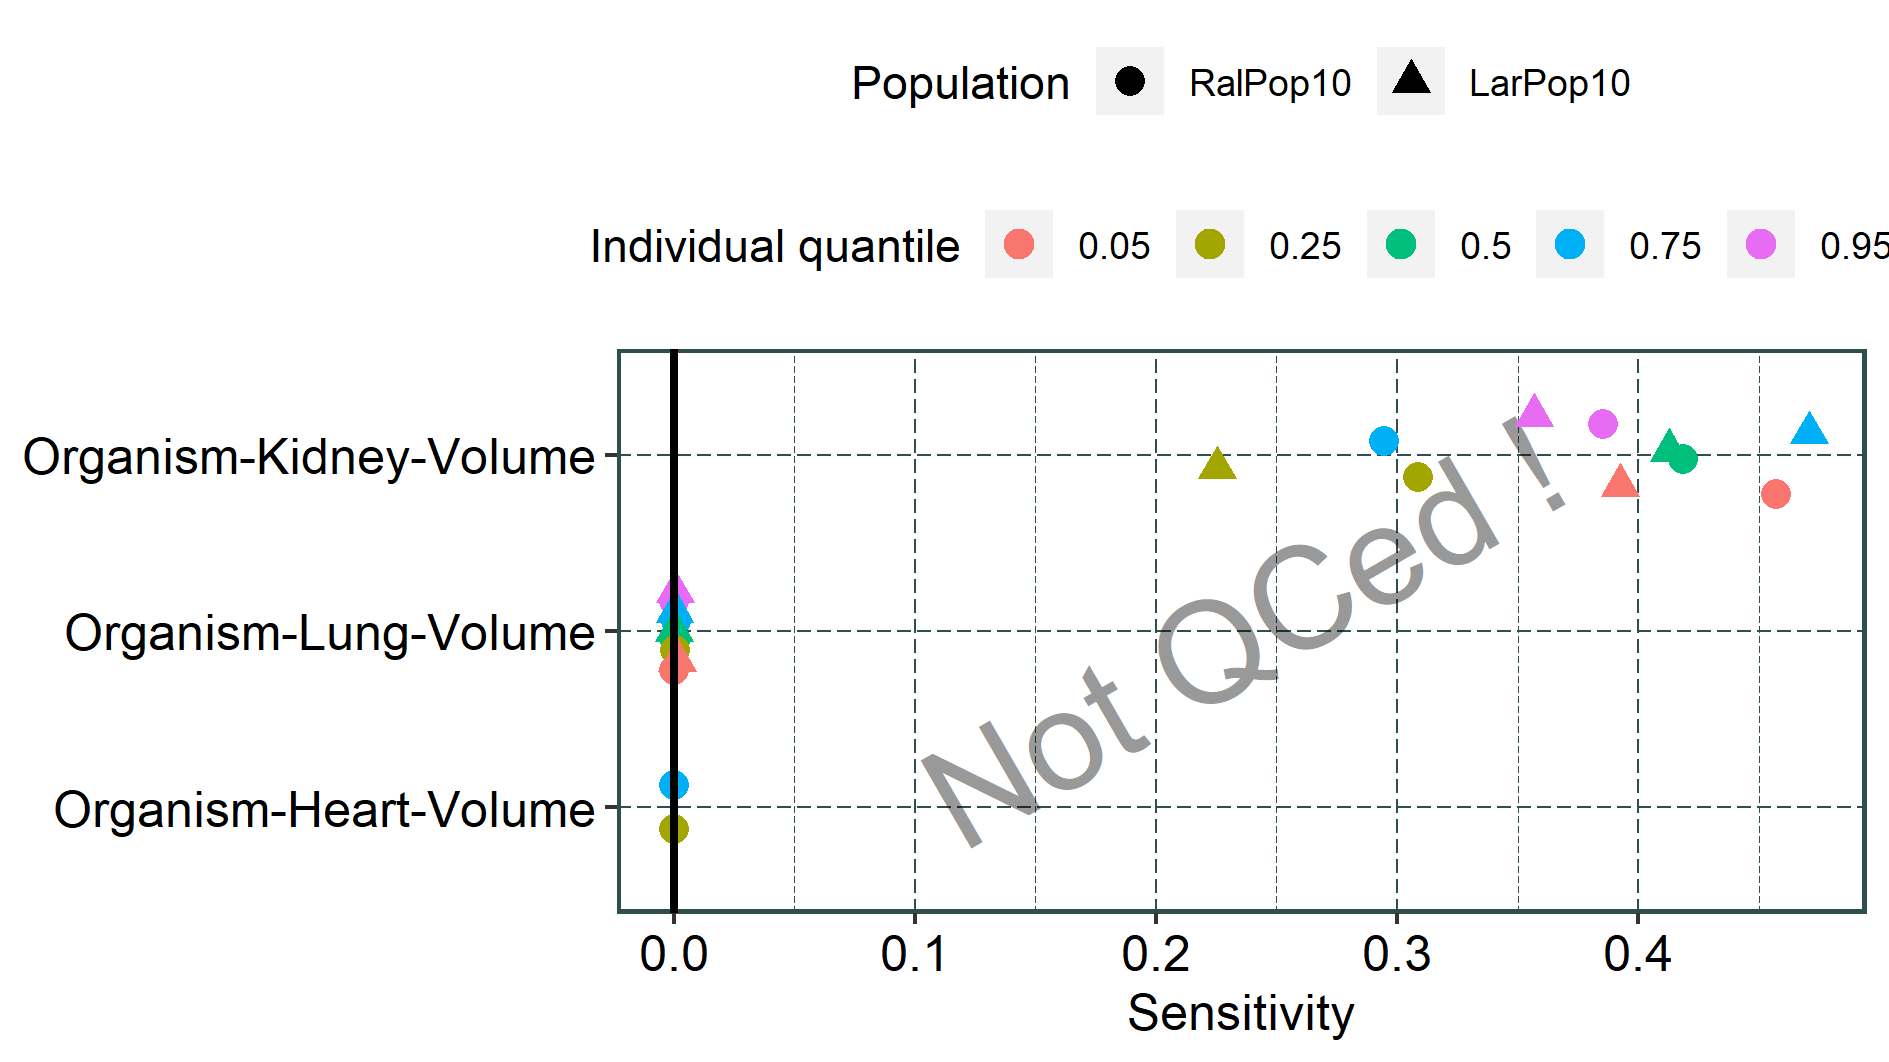 Population RalPop10 LarPop10
Individual quantile 0.05 0.25 0.5 0.75 0.95
Organism-Kidney-Volume
Organism-Lung-Volume
Organism-Heart-Volume
Not QCed !
0.0 0.1 0.2 0.3 0.4
Sensitivity